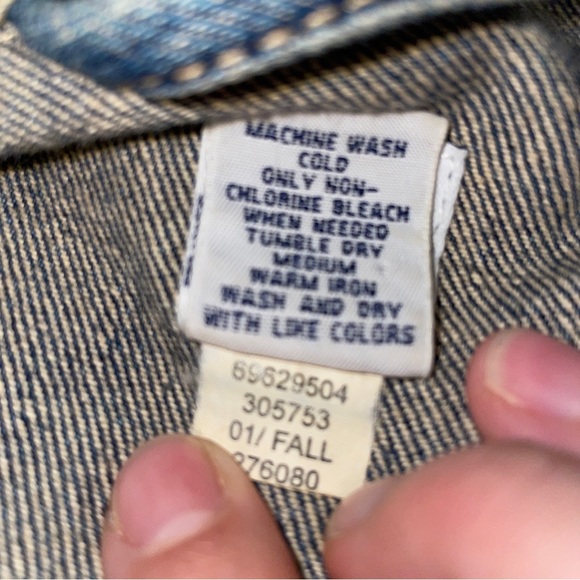 MACHINE WASH
COLD
ONLY NON-
CHLORINE BLEACH
WHEN NEEDED
TUMBLE DRY
MEDIUM
WARM IRON
WASH AND DRY
WITH LIKE COLORS
69629504
305753
01/ FALL
376080